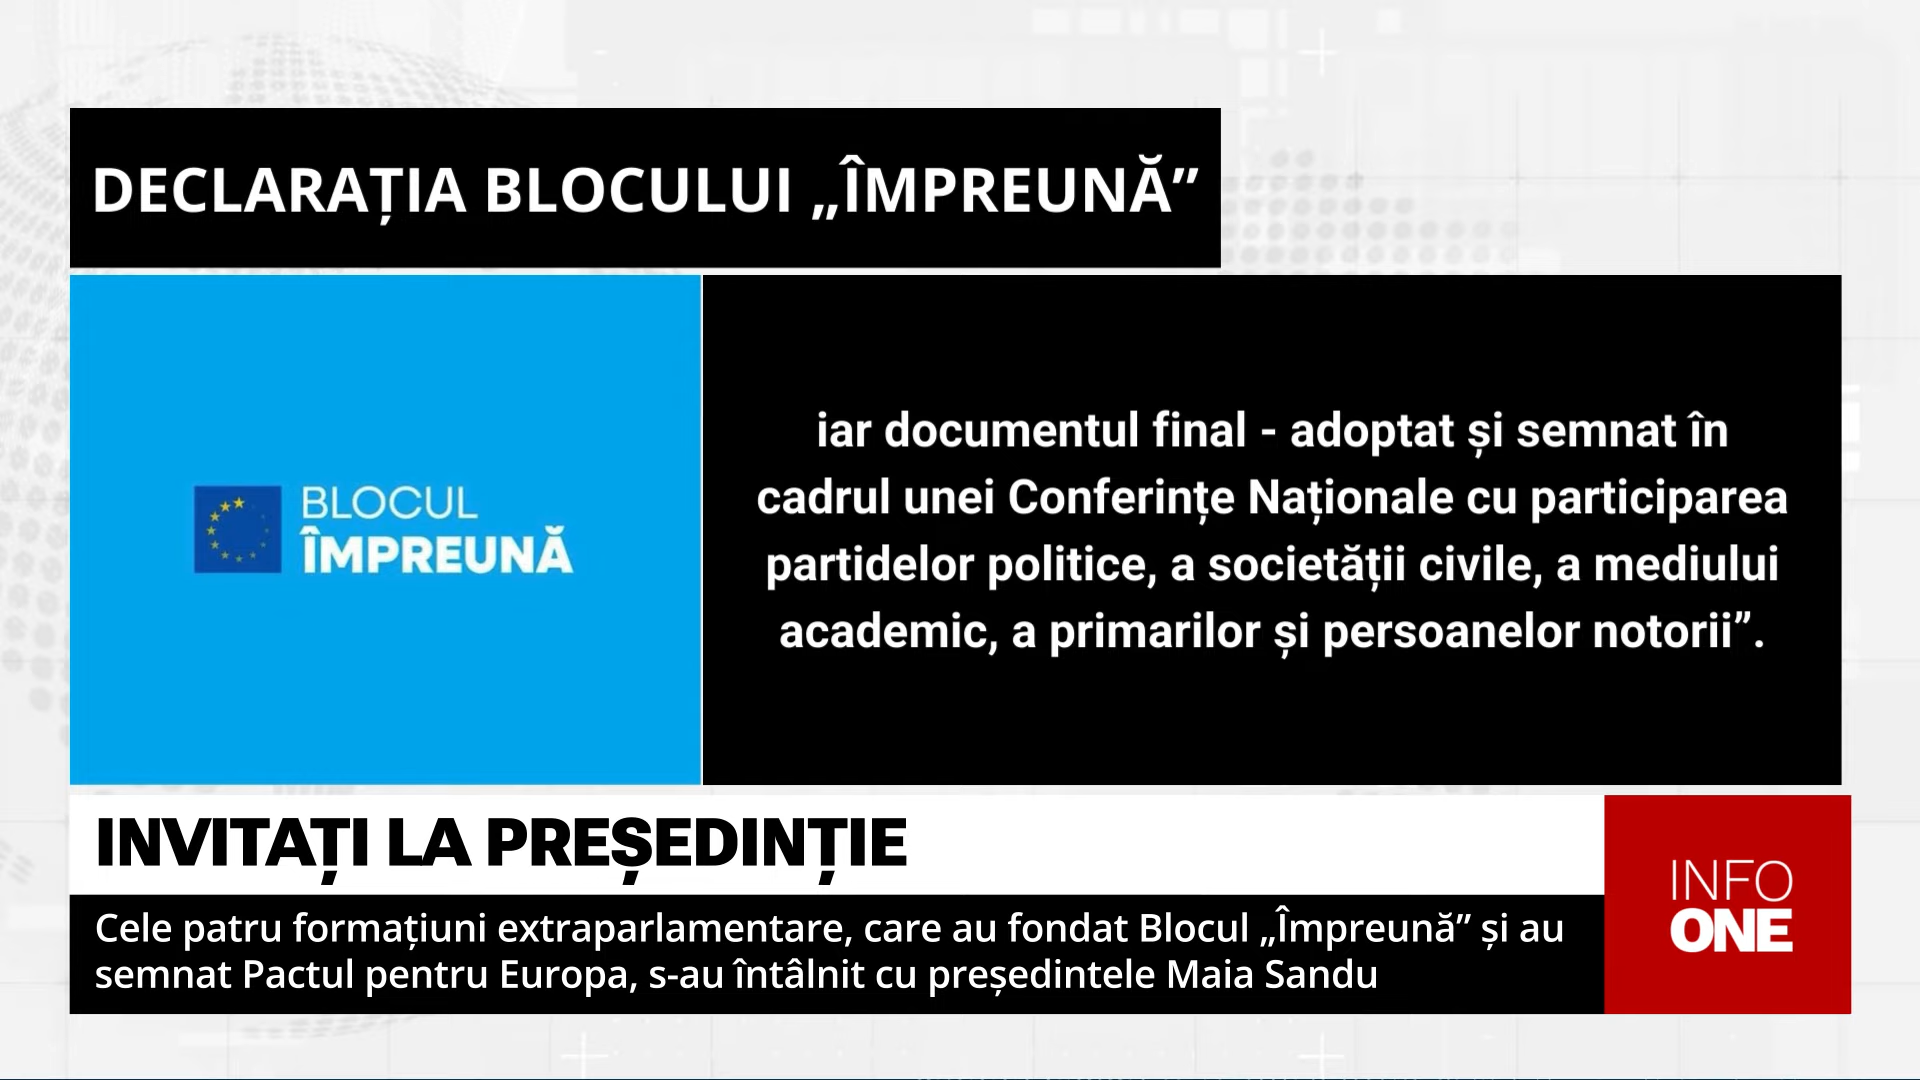 DECLARAȚIA BLOCULUI „ÎMPREUNĂ”
BLOCUL
ÎMPREUNĂ
iar documentul final - adoptat și semnat în
cadrul unei Conferințe Naționale cu participarea
partidelor politice, a societății civile, a mediului
academic, a primarilor și persoanelor notorii”.
INVITAȚI LA PREȘEDINȚIE
Cele patru formațiuni extraparlamentare, care au fondat Blocul „Împreună” și au
semnat Pactul pentru Europa, s-au întâlnit cu președintele Maia Sandu
INFO
ONE